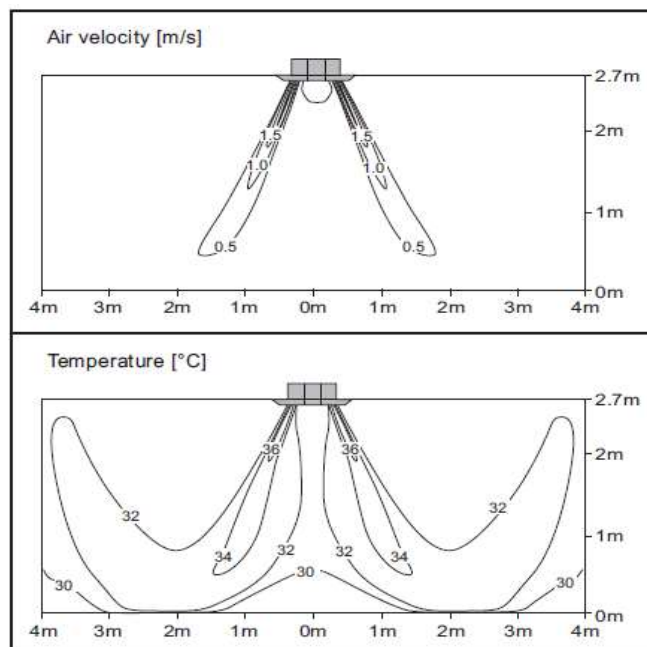 Air velocity [m/s]
2.7m
1.5 1.5
2m
1.0 1.0
1m
0.5 0.5
0m
4m 3m 2m 1m 0m 1m 2m 3m 4m
Temperature [°C]
2.7m
36 36
2m
32 32
1m
34 32 32 34
30 30 30
0m
4m 3m 2m 1m 0m 1m 2m 3m 4m